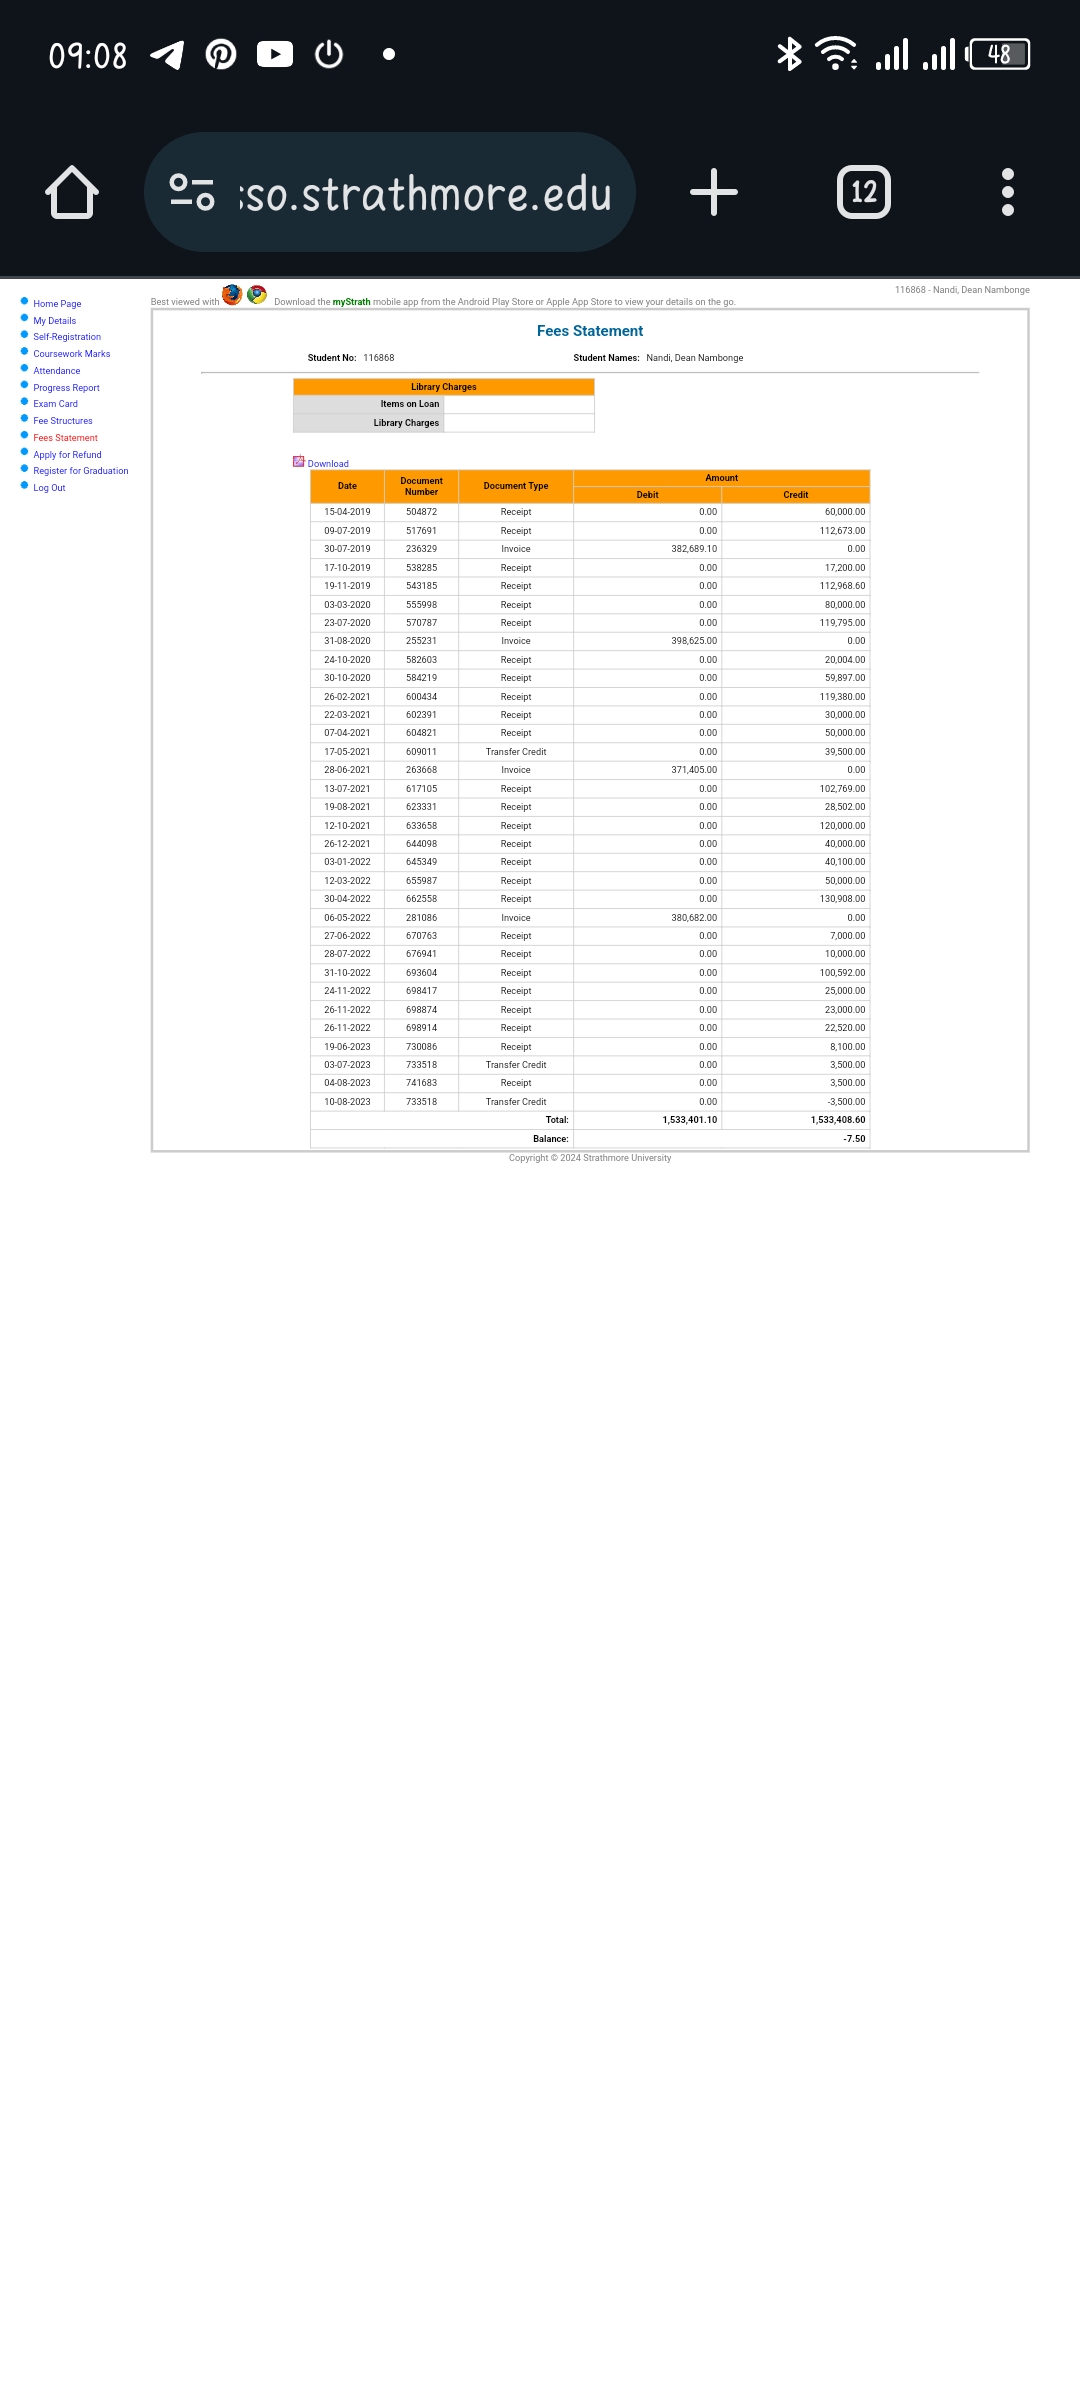 09:08
48
sso.strathmore.edu
12
Home Page
My Details
Self-Registration
Coursework Marks
Attendance
Progress Report
Exam Card
Fee Structures
Fees Statement
Apply for Refund
Register for Graduation
Log Out
Best viewed with Download the myStrath mobile app from the Android Play Store or Apple App Store to view your details on the go.
116868 - Nandi, Dean Nambonge
Fees Statement
Student No: 116868 Student Names: Nandi, Dean Nambonge
Library Charges
Items on Loan
Library Charges
Download
Date Document Number Document Type Amount
Debit Credit
15-04-2019 504872 Receipt 0.00 60,000.00
09-07-2019 517691 Receipt 0.00 112,673.00
30-07-2019 236329 Invoice 382,689.10 0.00
17-10-2019 538285 Receipt 0.00 17,200.00
19-11-2019 543185 Receipt 0.00 112,968.60
03-03-2020 555998 Receipt 0.00 80,000.00
23-07-2020 570787 Receipt 0.00 119,795.00
31-08-2020 255231 Invoice 398,625.00 0.00
24-10-2020 582603 Receipt 0.00 20,004.00
30-10-2020 584219 Receipt 0.00 59,897.00
26-02-2021 600434 Receipt 0.00 119,380.00
22-03-2021 602391 Receipt 0.00 30,000.00
07-04-2021 604821 Receipt 0.00 50,000.00
17-05-2021 609011 Transfer Credit 0.00 39,500.00
28-06-2021 263668 Invoice 371,405.00 0.00
13-07-2021 617105 Receipt 0.00 102,769.00
19-08-2021 623331 Receipt 0.00 28,502.00
12-10-2021 633658 Receipt 0.00 120,000.00
26-12-2021 644098 Receipt 0.00 40,000.00
03-01-2022 645349 Receipt 0.00 40,100.00
12-03-2022 655987 Receipt 0.00 50,000.00
30-04-2022 662558 Receipt 0.00 130,908.00
06-05-2022 281086 Invoice 380,682.00 0.00
27-06-2022 670763 Receipt 0.00 7,000.00
28-07-2022 676941 Receipt 0.00 10,000.00
31-10-2022 693604 Receipt 0.00 100,592.00
24-11-2022 698417 Receipt 0.00 25,000.00
26-11-2022 698874 Receipt 0.00 23,000.00
26-11-2022 698914 Receipt 0.00 22,520.00
19-06-2023 730086 Receipt 0.00 8,100.00
03-07-2023 733518 Transfer Credit 0.00 3,500.00
04-08-2023 741683 Receipt 0.00 3,500.00
10-08-2023 733518 Transfer Credit 0.00 -3,500.00
Total: 1,533,401.10 1,533,408.60
Balance: -7.50
Copyright © 2024 Strathmore University